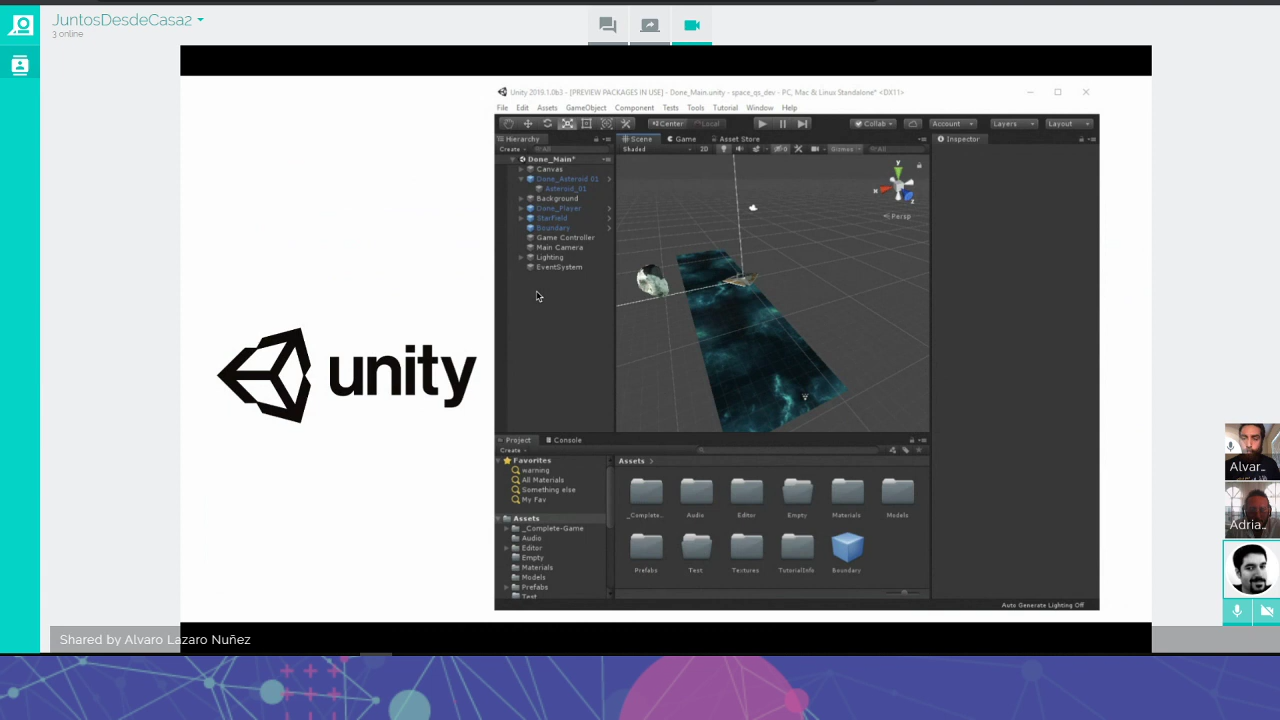 JuntosDesdeCasa2
3 online
Unity 2019.1.0b3 - [PREVIEW PACKAGES IN USE] - Done_Main.unity - space_qs_dev - PC, Mac & Linux Standalone* <DX11>
File Edit Assets GameObject Component Tests Tools Tutorial Window Help
Center Local Collab Account Layers Layout
Hierarchy Scene Game Asset Store Inspector
Create All Shaded 2D Gizmos All
Done_Main*
Canvas
Done_Asteroid 01
Asteroid_01
Background
Done_Player
StarField
Boundary
Game Controller
Main Camera
Lighting
EventSystem
y
x
z
Persp
unity
Project Console
Create
Favorites
warning
All Materials
Something else
My Fav
Assets
_Complete-Game
Audio
Editor
Empty
Materials
Models
Prefabs
Test
Assets >
_Complete... Audio Editor Empty Materials Models
Prefabs Test Textures TutorialInfo Boundary
Auto Generate Lighting Off
Alvar...
Adria...
Shared by Alvaro Lazaro Nuñez